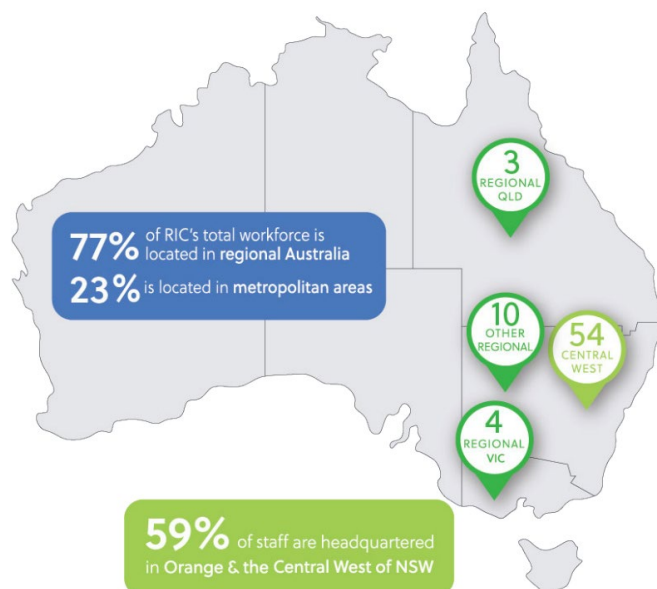 3
REGIONAL
QLD
77% of RIC's total workforce is
located in regional Australia
23% is located in metropolitan areas
10
OTHER
REGIONAL
54
CENTRAL
WEST
4
REGIONAL
VIC
59% of staff are headquartered
in Orange & the Central West of NSW